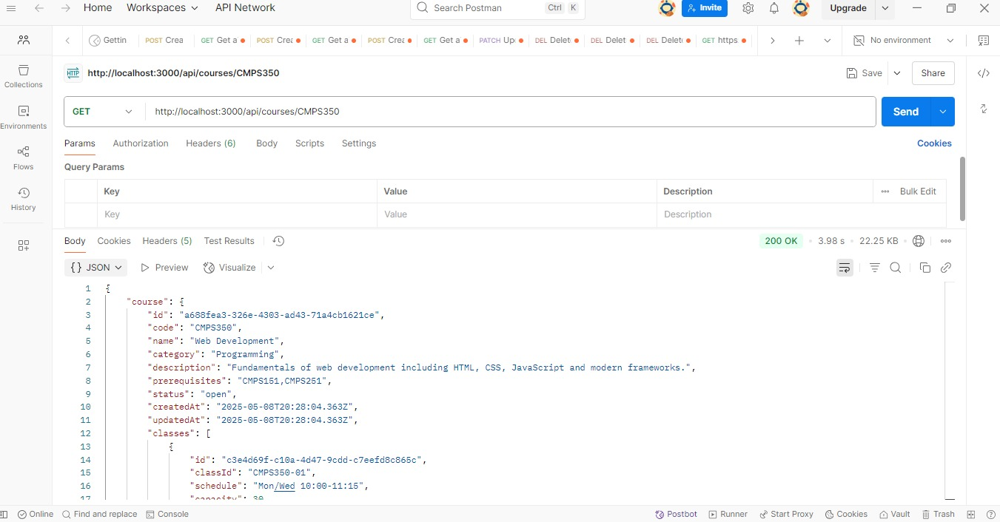 Home Workspaces API Network Search Postman Ctrl K Invite Upgrade
Gettin POST Crea GET Get a POST Crea GET Get a POST Crea GET Get a PATCH Up DEL Delet DEL Delet DEL Delet GET https No environment
HTTP http://localhost:3000/api/courses/CMPS350 Save Share
Collections
Environments
Flows
History
GET http://localhost:3000/api/courses/CMPS350 Send
Params Authorization Headers (6) Body Scripts Settings Cookies
Query Params
Key Value Description Bulk Edit
Key Value Description
Body Cookies Headers (5) Test Results 200 OK 3.98 s 22.25 KB
{} JSON Preview Visualize
1 {
2 "course": {
3 "id": "a688fea3-326e-4303-ad43-71a4cb1621ce",
4 "code": "CMPS350",
5 "name": "Web Development",
6 "category": "Programming",
7 "description": "Fundamentals of web development including HTML, CSS, JavaScript and modern frameworks.",
8 "prerequisites": "CMPS151,CMPS251",
9 "status": "open",
10 "createdAt": "2025-05-08T20:28:04.363Z",
11 "updatedAt": "2025-05-08T20:28:04.363Z",
12 "classes": [
13 {
14 "id": "c3e4d69f-c10a-4d47-9cdd-c7eefd8c865c",
15 "classId": "CMPS350-01",
16 "schedule": "Mon/Wed 10:00-11:15",
17 "capacity": 30
Online Find and replace Console Postbot Runner Start Proxy Cookies Vault Trash